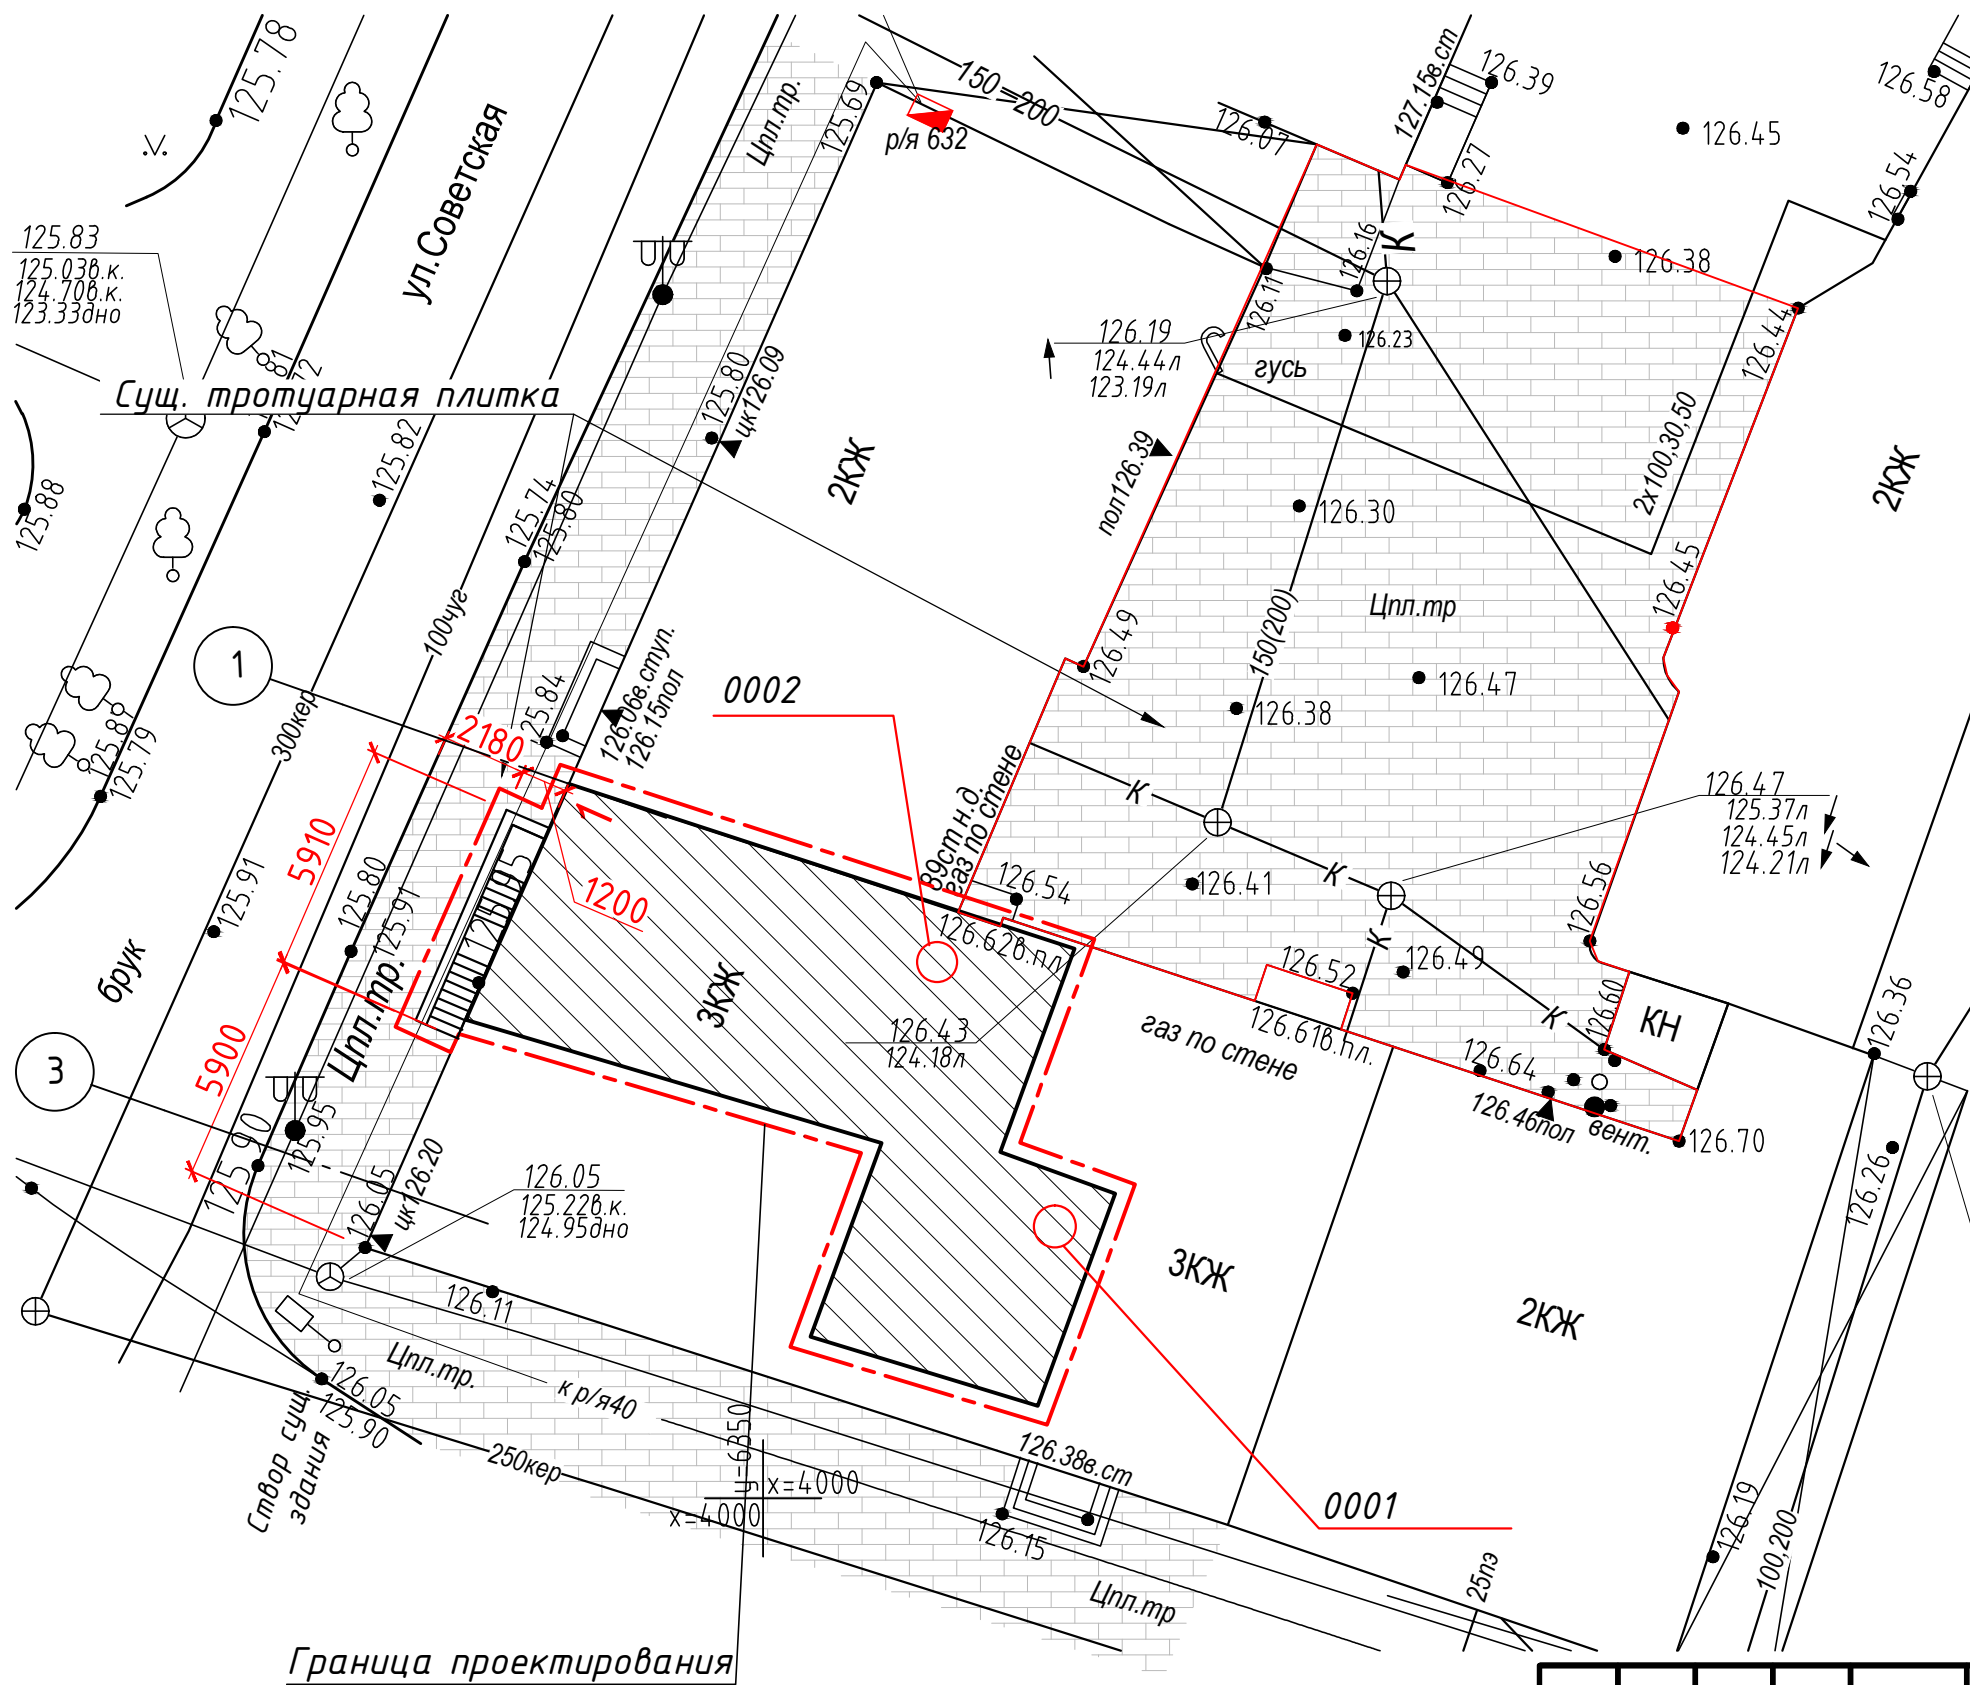 125.78
Цпл.тр.
125.69
р/я 632
150-200
126.07
127.15в.ст
126.39
126.27
126.45
126.58
126.54
ул.Советская
125.83
125.03в.к.
124.70в.к.
123.33дно
126.16
К
126.38
126.11
126.23
126.44
126.19
124.44л
123.19л
гусь
Сущ. тротуарная плитка
125.82
125.80
цк126.09
2КЖ
пол126.39
126.30
2х100,30,50
2КЖ
125.88
125.74
125.80
126.45
100чуг
Цпл.тр
150(200)
126.49
126.47
126.38
1
0002
125.84
126.06в.ступ.
126.15пол
2180
300кер
125.89
125.79
89ст н.д.
газ по стене
К
126.47
125.37л
124.45л
124.21л
5910
1200
125.95
125.91
125.80
125.91
126.54
126.41
К
126.56
126.62в.пл.
брук
Цпл.тр.
3КЖ
К
126.49
126.52
126.60
КН
К
126.36
126.43
124.18л
126.61в.пл.
газ по стене
126.64
126.46пол
вент.
126.70
3
5900
125.90
125.95
126.05
цк126.20
126.05
125.22в.к.
124.95дно
126.26
3КЖ
126.11
2КЖ
Цпл.тр.
к р/я40
126.05
125.90
Створ сущ.
здания
250кер
у=6350
х=4000
х=4000
126.38в.ст
126.15
0001
126.19
100,200
25пэ
Цпл.тр
Граница проектирования